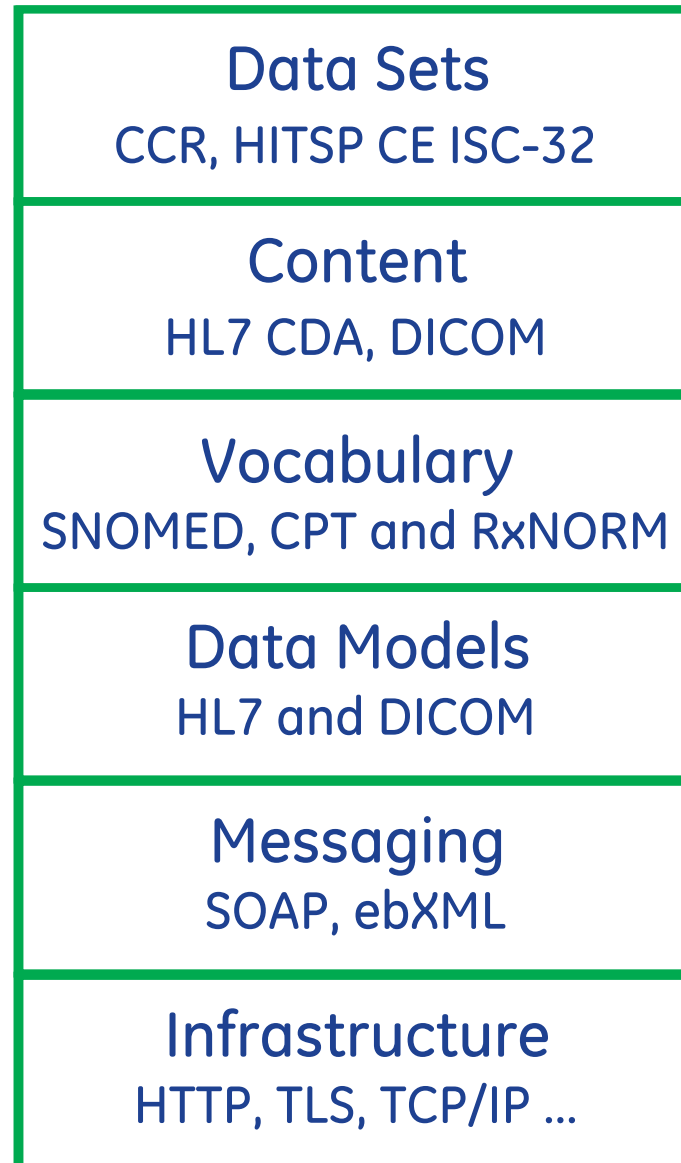 Data Sets
CCR, HITSP CE ISC-32
Content
HL7 CDA, DICOM
Vocabulary
SNOMED, CPT and RxNORM
Data Models
HL7 and DICOM
Messaging
SOAP, ebXML
Infrastructure
HTTP, TLS, TCP/IP ...